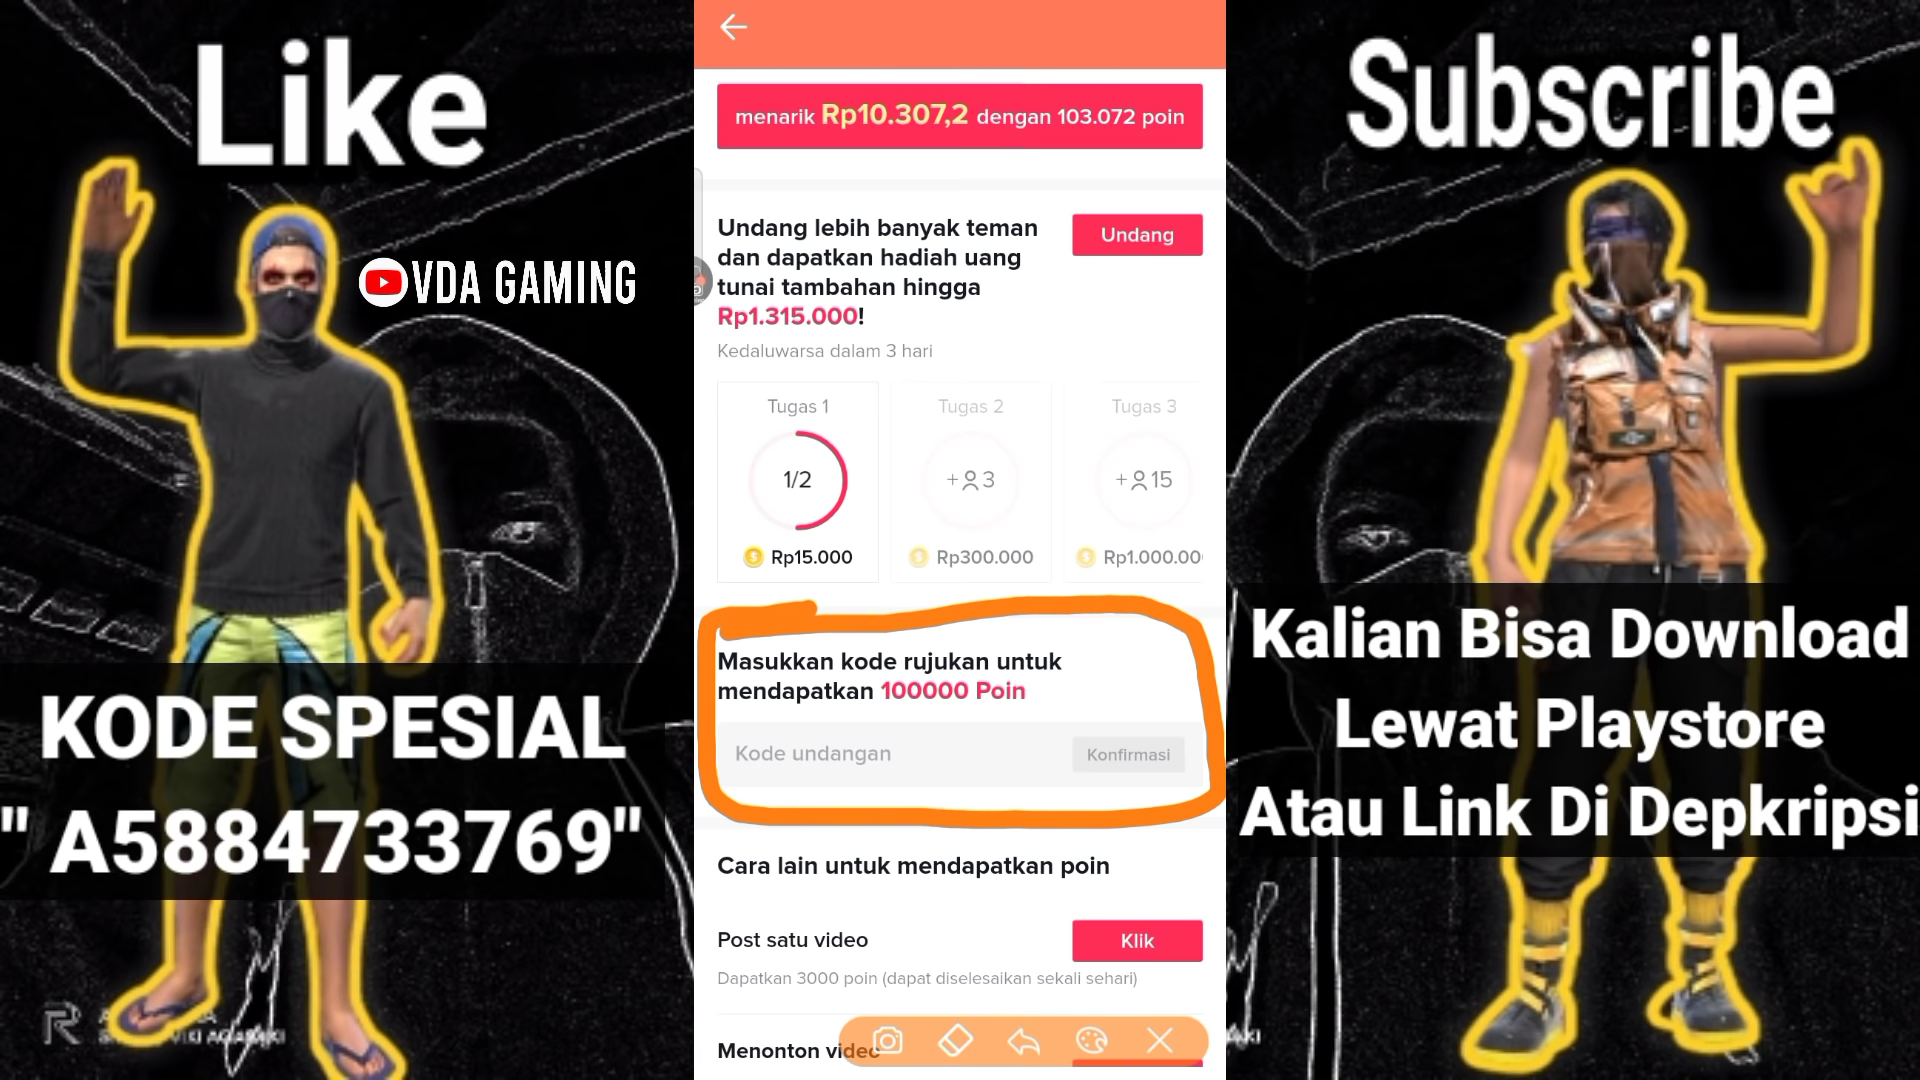 Like
VDA GAMING
KODE SPESIAL
" A5884733769"
menarik Rp10.307,2 dengan 103.072 poin
Undang lebih banyak teman
dan dapatkan hadiah uang
tunai tambahan hingga
Rp1.315.000!
Undang
Kedaluwarsa dalam 3 hari
Tugas 1
1/2
Rp15.000
Tugas 2
+ 3
Rp300.000
Tugas 3
+ 15
Rp1.000.00
Masukkan kode rujukan untuk
mendapatkan 100000 Poin
Kode undangan
Konfirmasi
Cara lain untuk mendapatkan poin
Post satu video
Klik
Dapatkan 3000 poin (dapat diselesaikan sekali sehari)
Menonton video
Subscribe
Kalian Bisa Download
Lewat Playstore
Atau Link Di Depkripsi